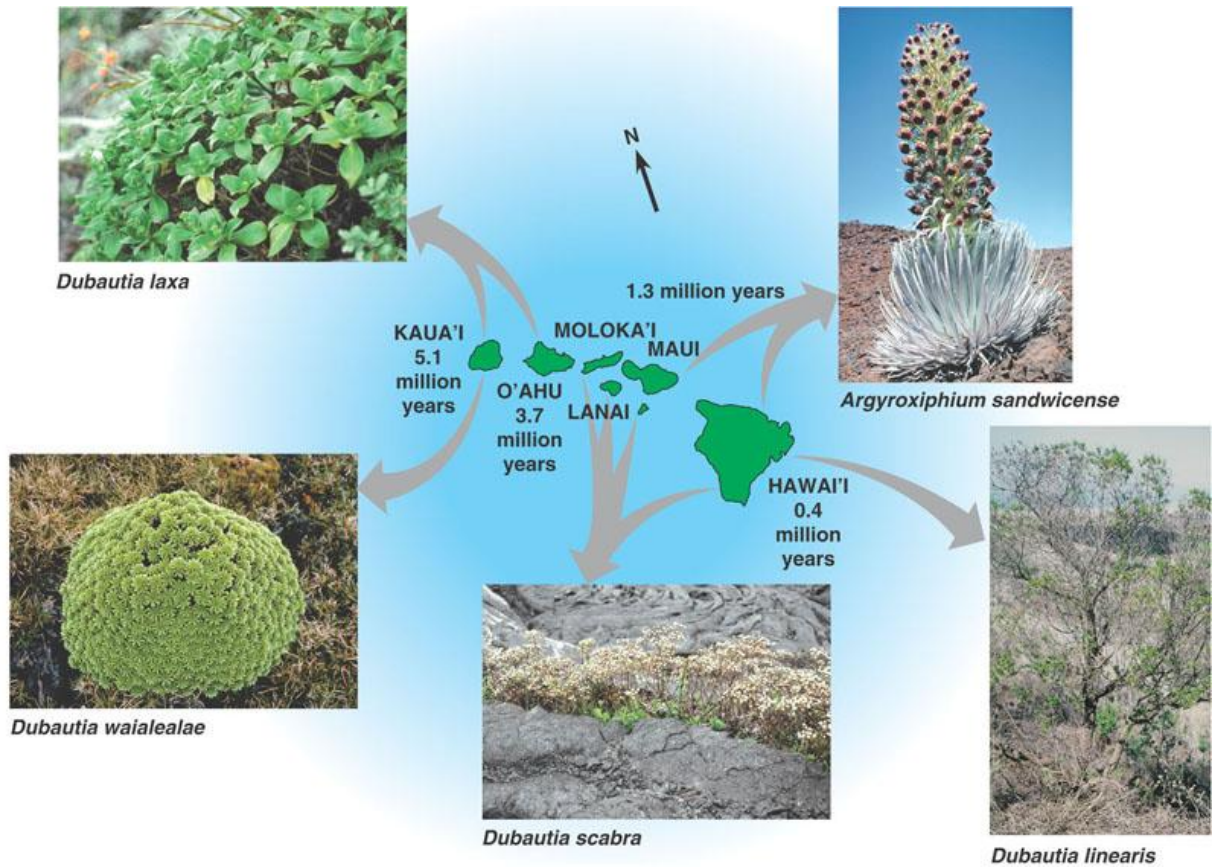 N
Dubautia laxa
1.3 million years
KAUA'I
5.1
million
years
MOLOKA'I
MAUI
O'AHU
3.7
million
years
LANAI
Argyroxiphium sandwicense
HAWAI'I
0.4
million
years
Dubautia waialealae
Dubautia scabra
Dubautia linearis